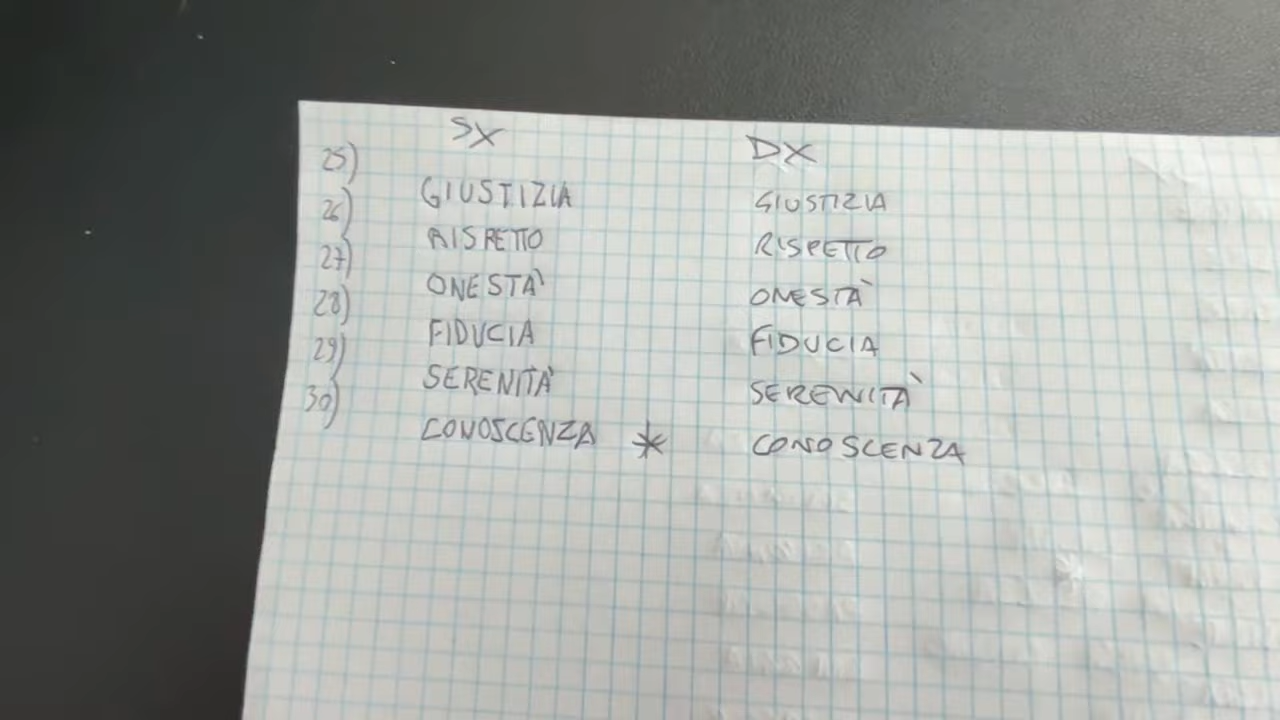 SX DX
25) GIUSTIZIA GIUSTIZIA
26) RISPETTO RISPETTO
27) ONESTÀ ONESTÀ
28) FIDUCIA FIDUCIA
29) SERENITÀ SERENITÀ
30) CONOSCENZA * CONOSCENZA